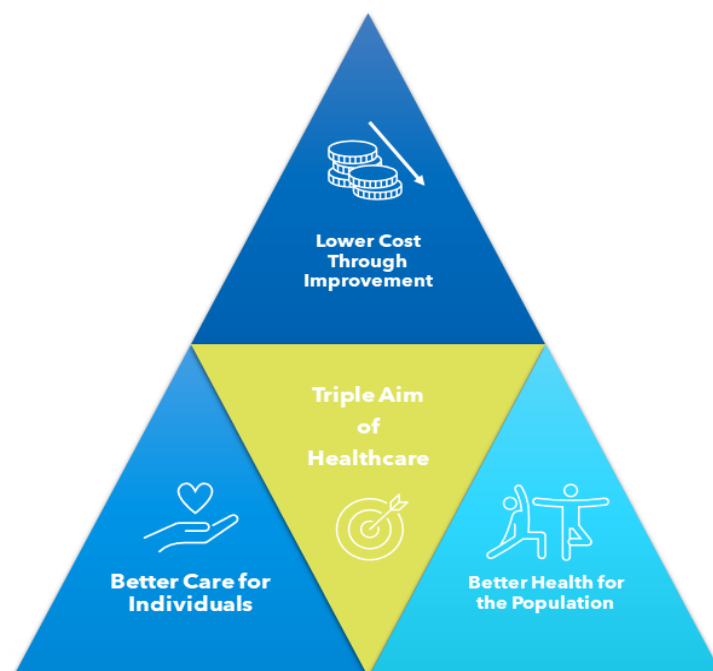 Lower Cost
Through
Improvement
Triple Aim
of
Healthcare
Better Care for
Individuals
Better Health for
the Population